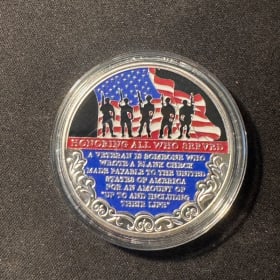 HONORING ALL WHO SERVED
A VETERAN IS SOMEONE WHO
WROTE A BLANK CHECK
MADE PAYABLE TO THE UNITED
STATES OF AMERICA
FOR AN AMOUNT OF
"UP TO AND INCLUDING
THEIR LIFE"